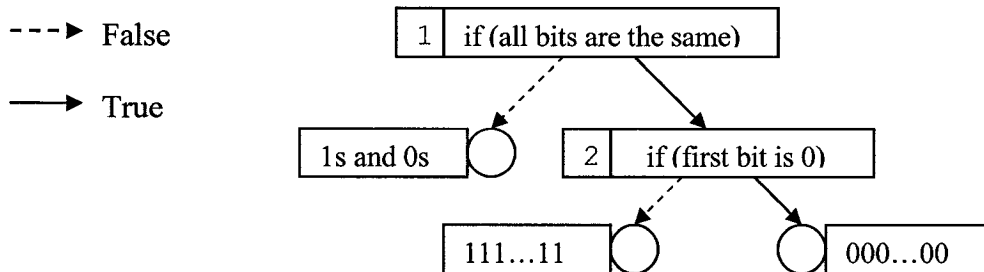 False
1 if (all bits are the same)
True
1s and 0s
2 if (first bit is 0)
111...11
000...00